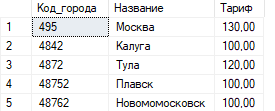 Код_города Название Тариф
1 495 Москва 130,00
2 4842 Калуга 100,00
3 4872 Тула 120,00
4 48752 Плавск 100,00
5 48762 Новомомосковск 100,00